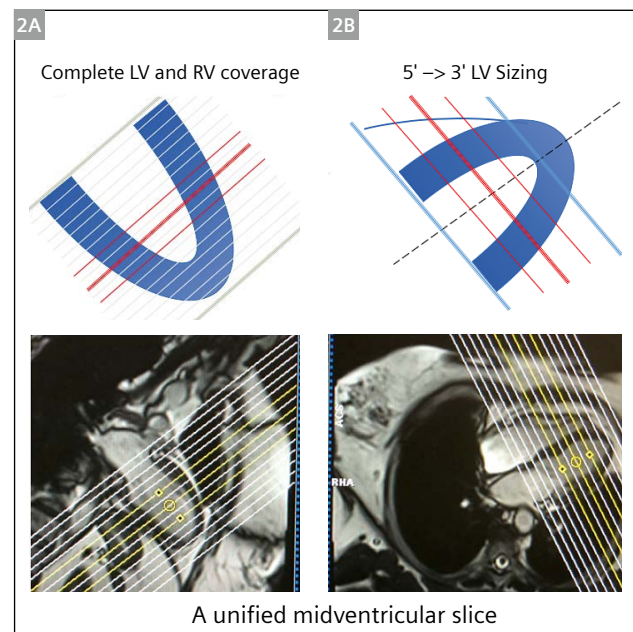 2A
2B
Complete LV and RV coverage
5' –> 3' LV Sizing
RHA
A unified midventricular slice